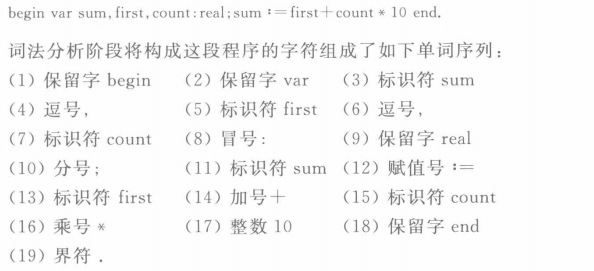 begin var sum,first,count:real;sum:=first+count * 10 end.
词法分析阶段将构成这段程序的字符组成了如下单词序列:
(1) 保留字 begin (2) 保留字 var (3) 标识符 sum
(4) 逗号, (5) 标识符 first (6) 逗号,
(7) 标识符 count (8) 冒号: (9) 保留字 real
(10) 分号; (11) 标识符 sum (12) 赋值号 :=
(13) 标识符 first (14) 加号+ (15) 标识符 count
(16) 乘号 * (17) 整数 10 (18) 保留字 end
(19) 界符 .